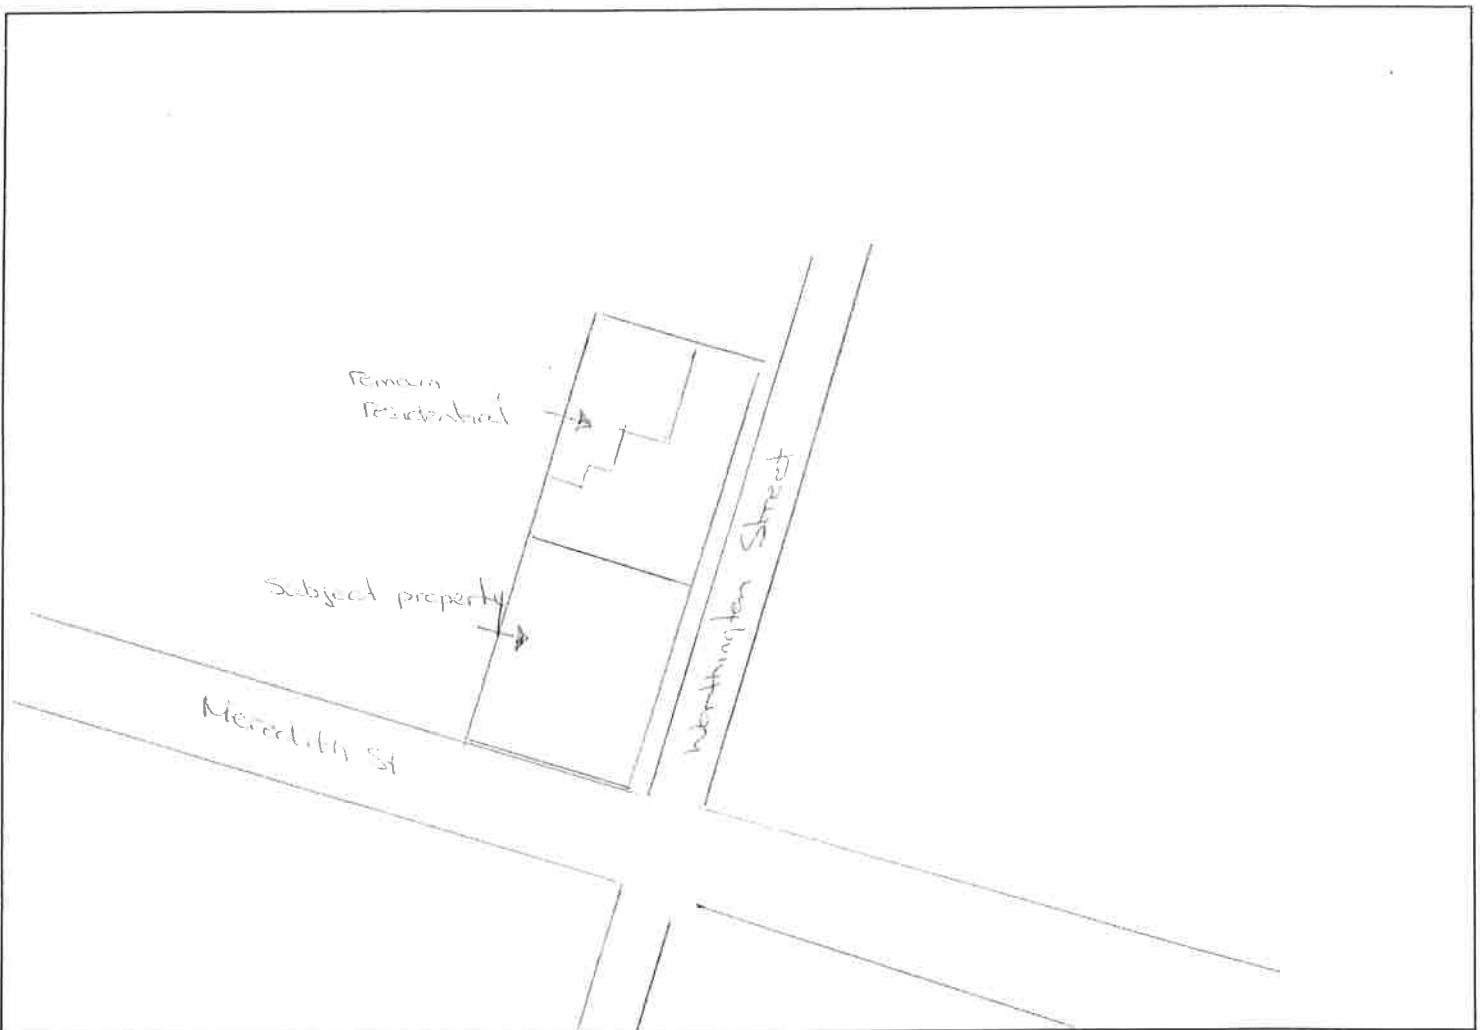 remain
residential
Subject property
Worthington Street
Meredith St